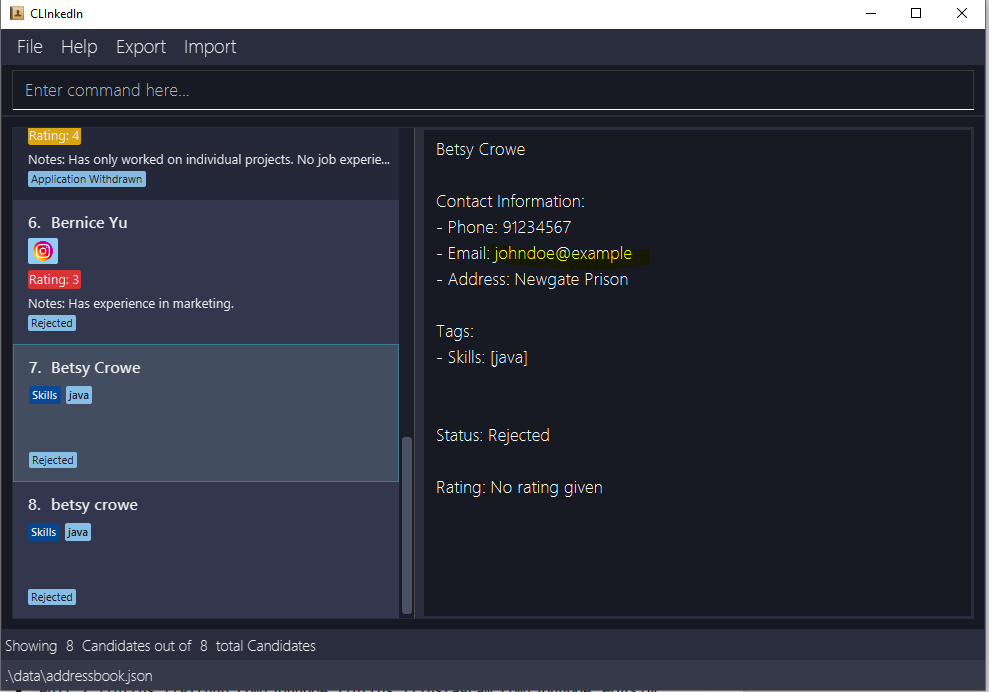 CLInkedIn
File Help Export Import
Enter command here...
Rating: 4
Notes: Has only worked on individual projects. No job experie...
Application Withdrawn
6. Bernice Yu
Rating: 3
Notes: Has experience in marketing.
Rejected
7. Betsy Crowe
Skills java
Rejected
8. betsy crowe
Skills java
Rejected
Betsy Crowe
Contact Information:
- Phone: 91234567
- Email: johndoe@example
- Address: Newgate Prison
Tags:
- Skills: [java]
Status: Rejected
Rating: No rating given
Showing 8 Candidates out of 8 total Candidates
.\data\addressbook.json